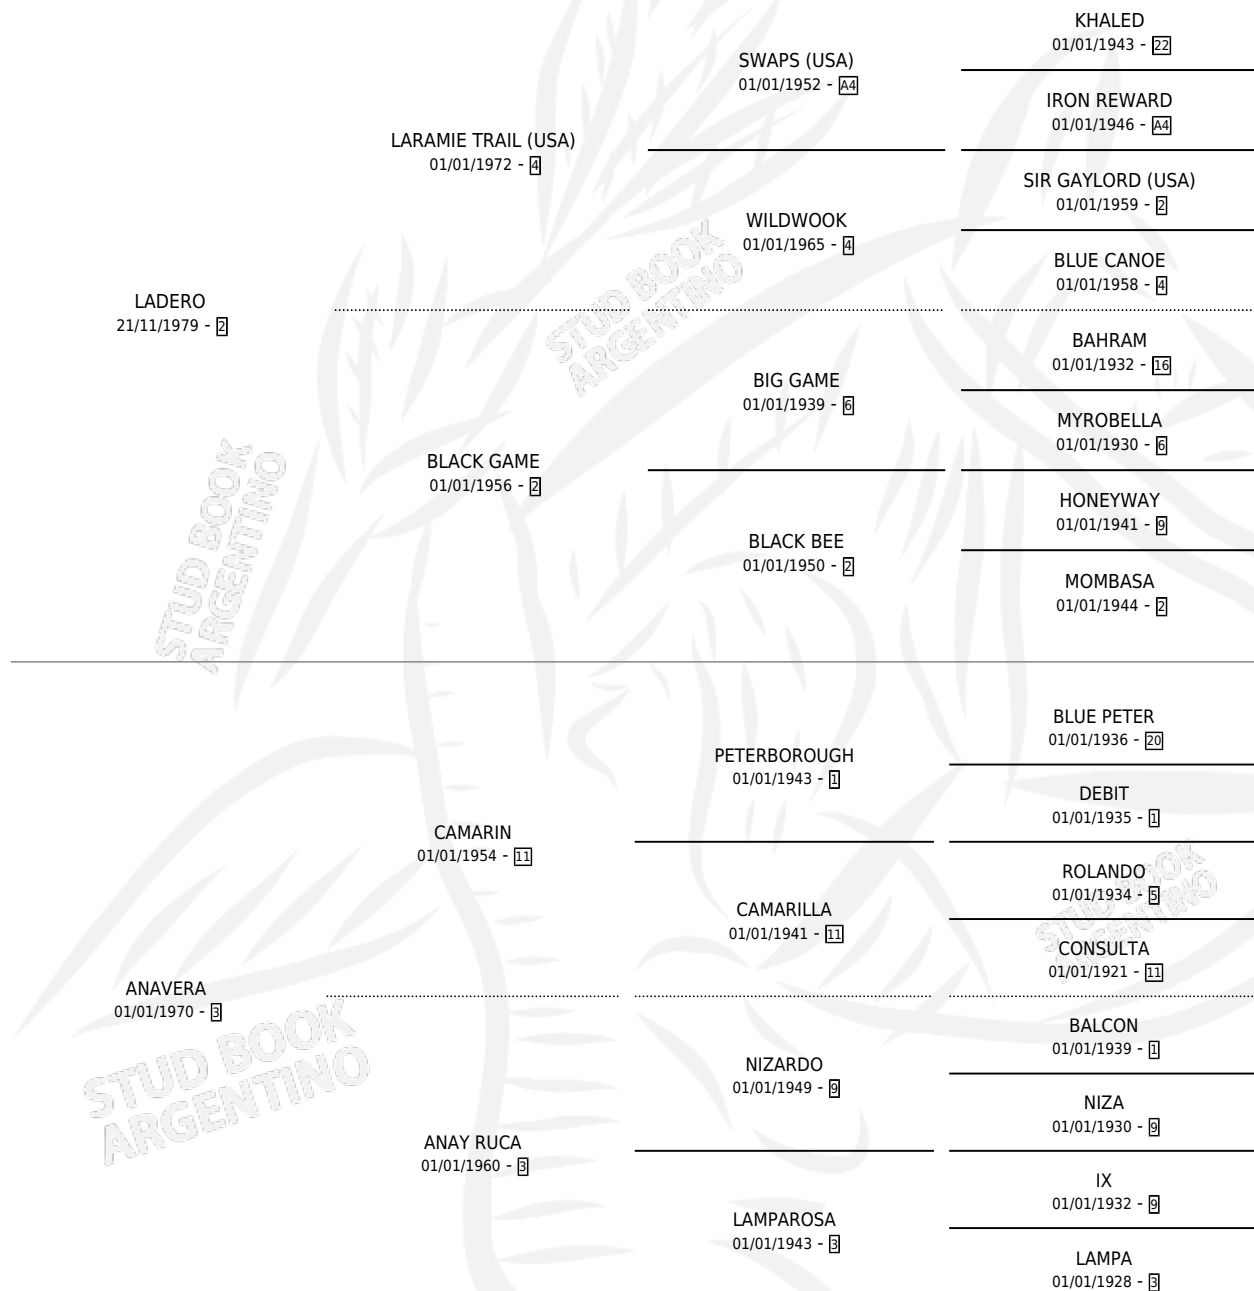 KHALED
01/01/1943 - 22
SWAPS (USA)
01/01/1952 - A4
IRON REWARD
01/01/1946 - A4
LARAMIE TRAIL (USA)
01/01/1972 - 4
SIR GAYLORD (USA)
01/01/1959 - 2
WILDWOOK
01/01/1965 - 4
BLUE CANOE
01/01/1958 - 4
LADERO
21/11/1979 - 2
BAHRAM
01/01/1932 - 16
BIG GAME
01/01/1939 - 6
MYROBELLA
01/01/1930 - 6
BLACK GAME
01/01/1956 - 2
HONEYWAY
01/01/1941 - 9
BLACK BEE
01/01/1950 - 2
MOMBASA
01/01/1944 - 2
BLUE PETER
01/01/1936 - 20
PETERBOROUGH
01/01/1943 - 1
DEBIT
01/01/1935 - 1
CAMARIN
01/01/1954 - 11
ROLANDO
01/01/1934 - 5
CAMARILLA
01/01/1941 - 11
CONSULTA
01/01/1921 - 11
ANAVERA
01/01/1970 - 3
BALCON
01/01/1939 - 1
NIZARDO
01/01/1949 - 9
NIZA
01/01/1930 - 9
ANAY RUCA
01/01/1960 - 3
IX
01/01/1932 - 9
LAMPAROSA
01/01/1943 - 3
LAMPA
01/01/1928 - 3
STUD BOOK
ARGENTINO
STUD BOOK
ARGENTINO
STUD BOOK
ARGENTINO
STUD BOOK
ARGENTINO